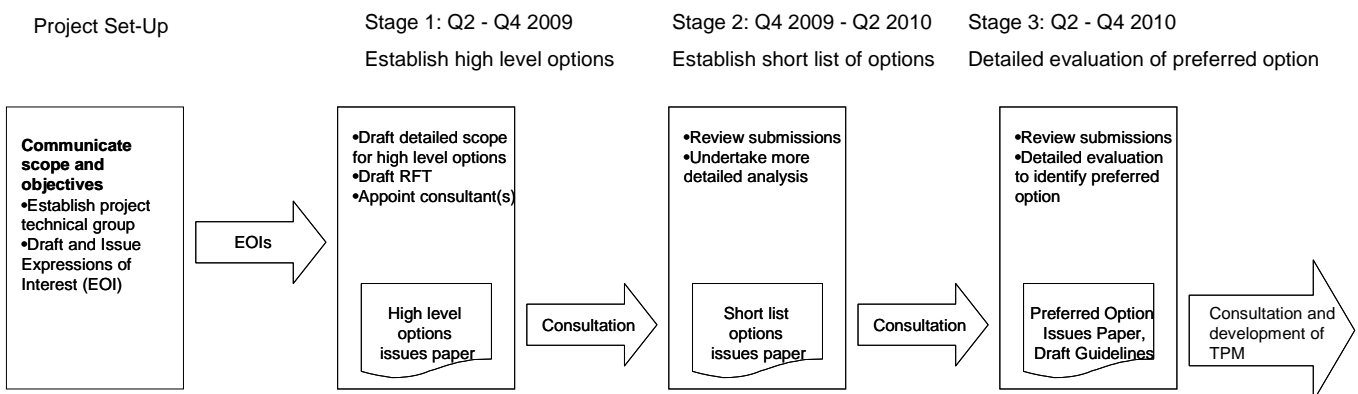 Project Set-Up
Stage 1: Q2 - Q4 2009
Establish high level options
Stage 2: Q4 2009 - Q2 2010
Establish short list of options
Stage 3: Q2 - Q4 2010
Detailed evaluation of preferred option
Communicate
scope and
objectives
•Establish project
technical group
•Draft and Issue
Expressions of
Interest (EOI)
EOIs
•Draft detailed scope
for high level options
•Draft RFT
•Appoint consultant(s)
High level
options
issues paper
Consultation
•Review submissions
•Undertake more
detailed analysis
Short list
options
issues paper
Consultation
•Review submissions
•Detailed evaluation
to identify preferred
option
Preferred Option
Issues Paper,
Draft Guidelines
Consultation and
development of
TPM